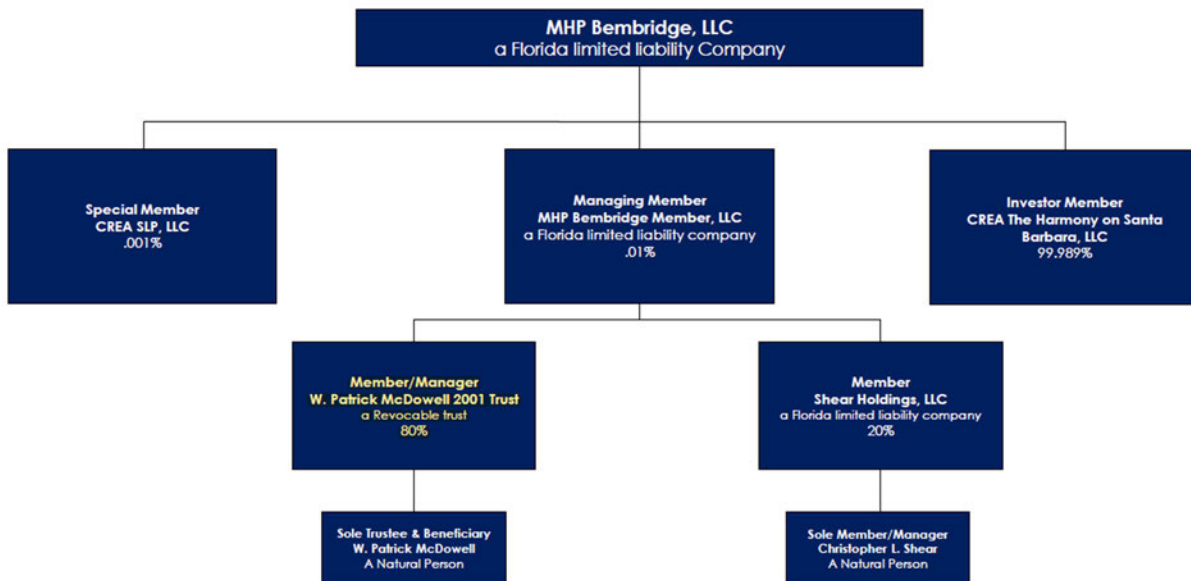 MHP Bembridge, LLC
a Florida limited liability Company
Special Member
CREA SLP, LLC
.001%
Managing Member
MHP Bembridge Member, LLC
a Florida limited liability company
.01%
Investor Member
CREA The Harmony on Santa
Barbara, LLC
99.989%
Member/Manager
W. Patrick McDowell 2001 Trust
a Revocable trust
80%
Member
Shear Holdings, LLC
a Florida limited liability company
20%
Sole Trustee & Beneficiary
W. Patrick McDowell
A Natural Person
Sole Member/Manager
Christopher L. Shear
A Natural Person